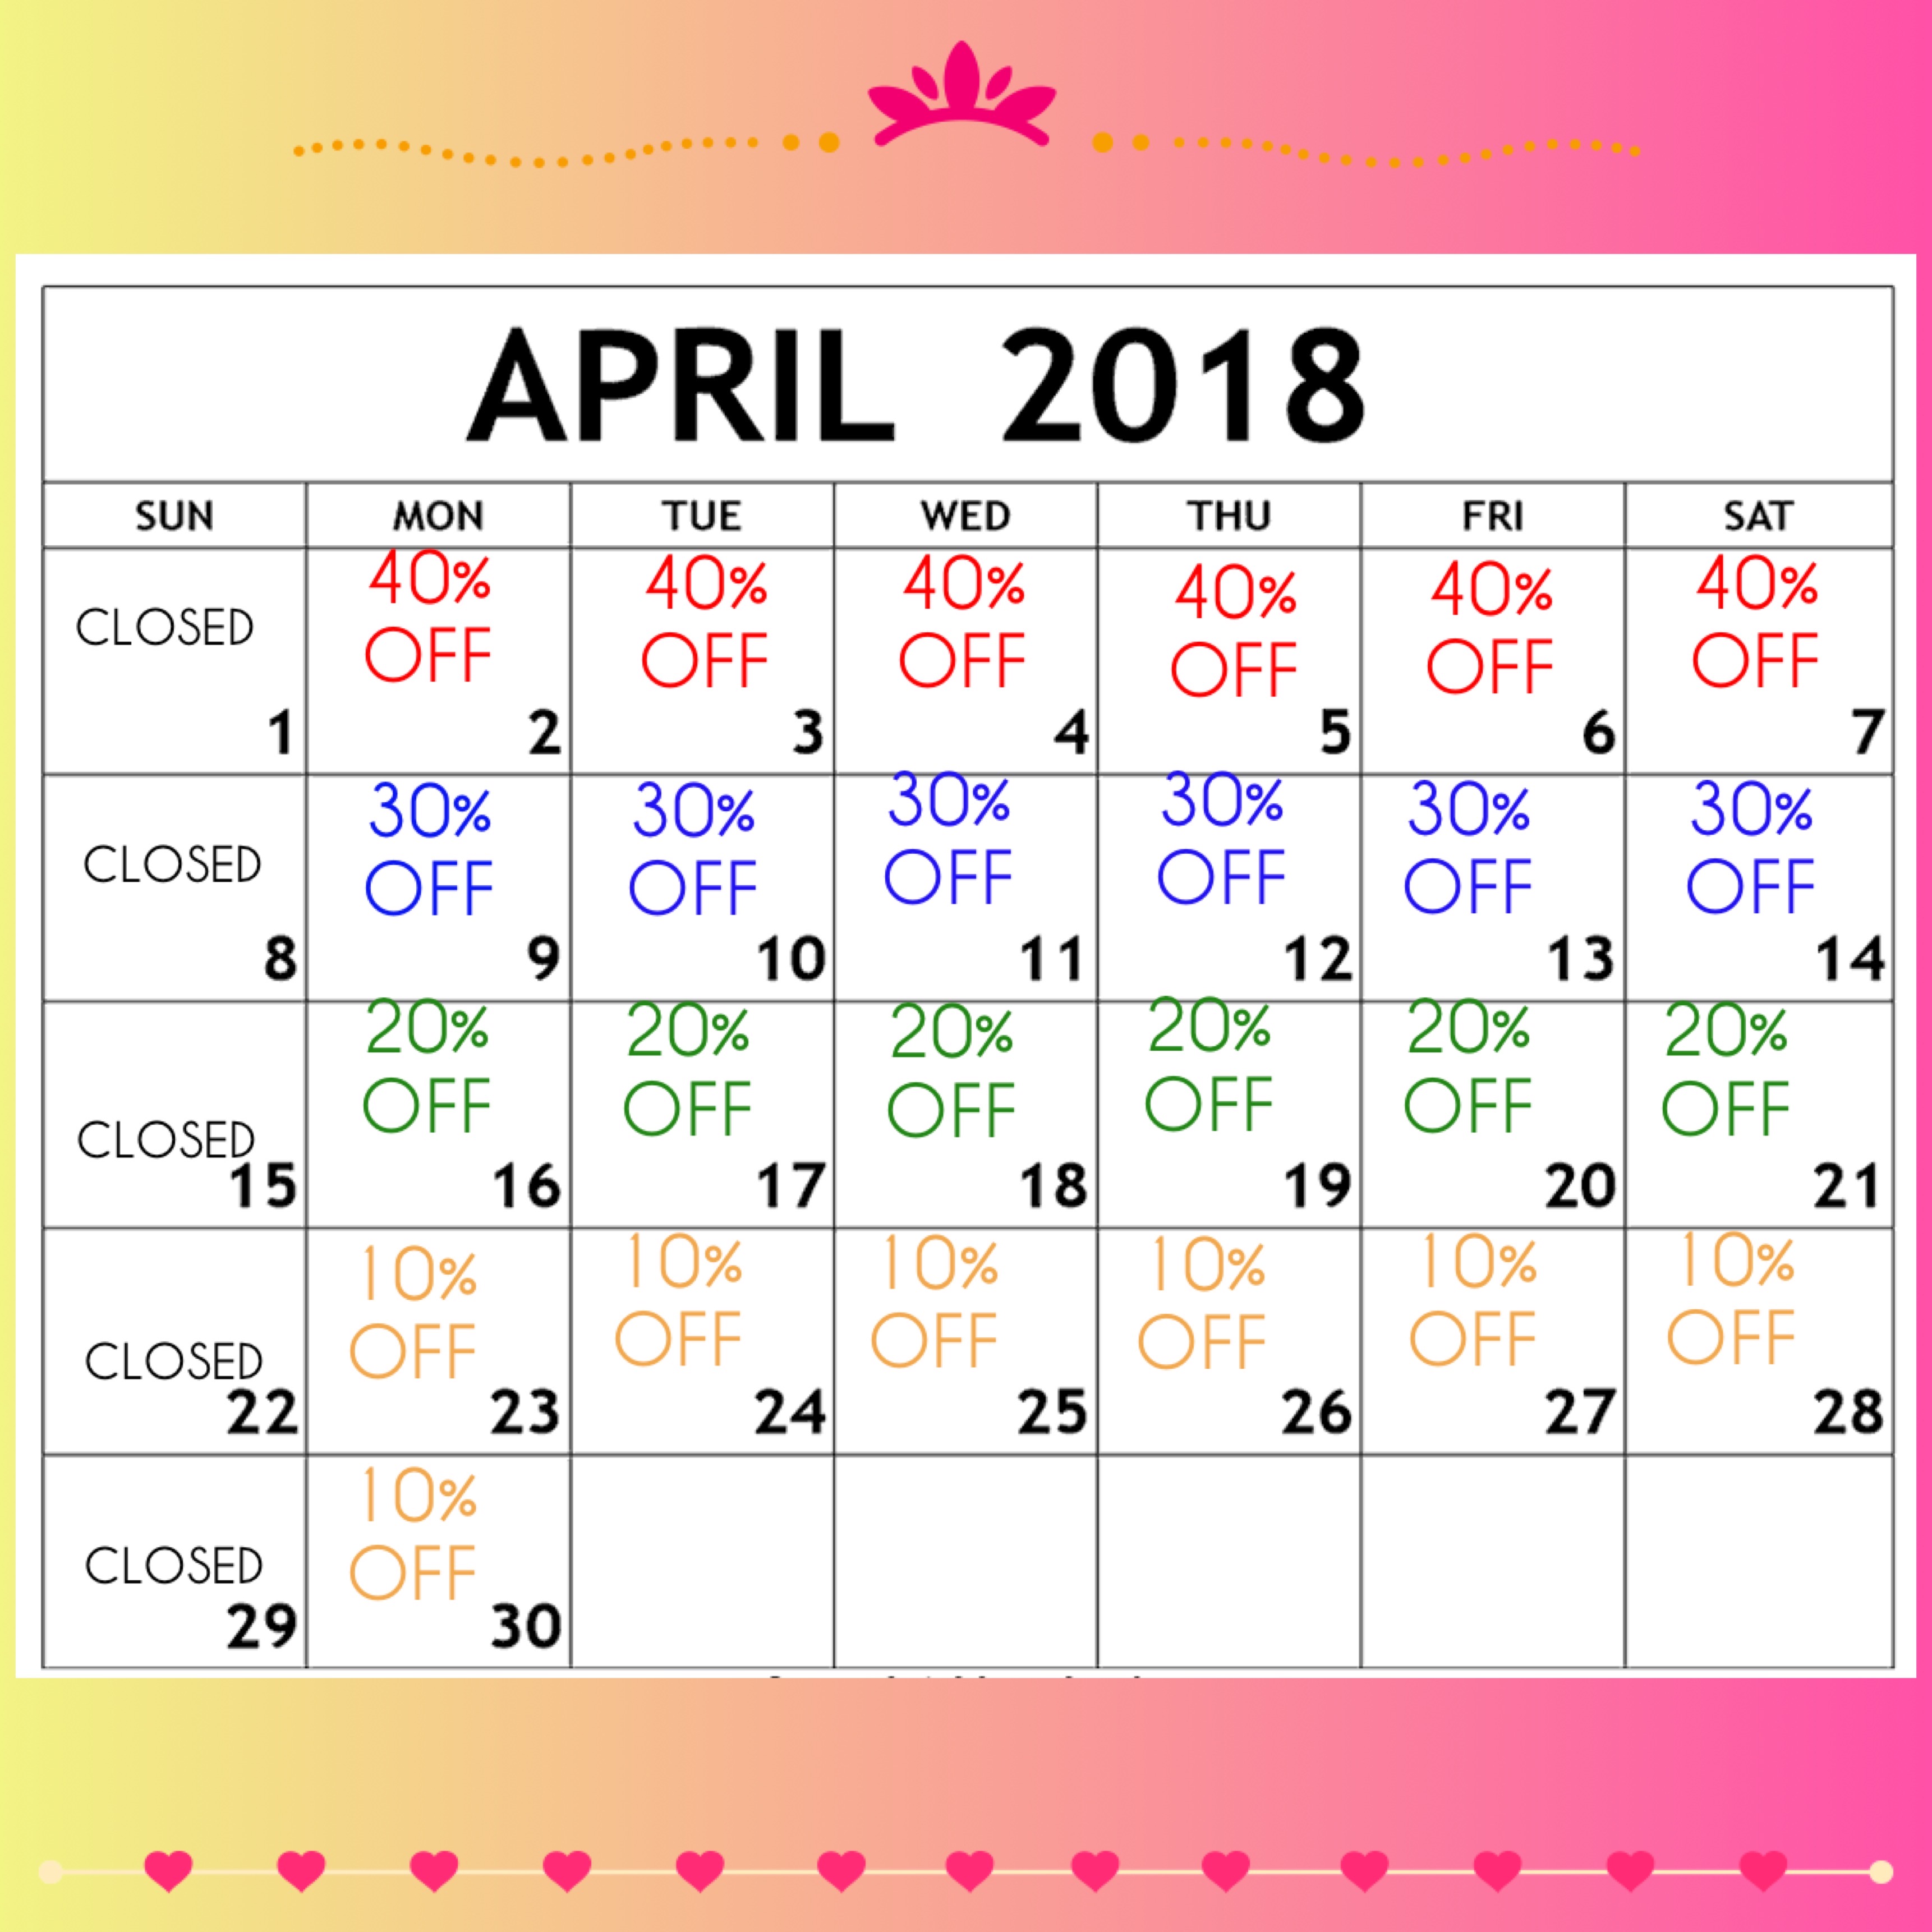 APRIL 2018
SUN MON TUE WED THU FRI SAT
CLOSED 40% 40% 40% 40% 40% 40%
OFF OFF OFF OFF OFF OFF
1 2 3 4 5 6 7
CLOSED 30% 30% 30% 30% 30% 30%
OFF OFF OFF OFF OFF OFF
8 9 10 11 12 13 14
20% 20% 20% 20% 20% 20%
CLOSED OFF OFF OFF OFF OFF OFF
15 16 17 18 19 20 21
10% 10% 10% 10% 10% 10%
CLOSED OFF OFF OFF OFF OFF OFF
22 23 24 25 26 27 28
10%
CLOSED OFF
29 30